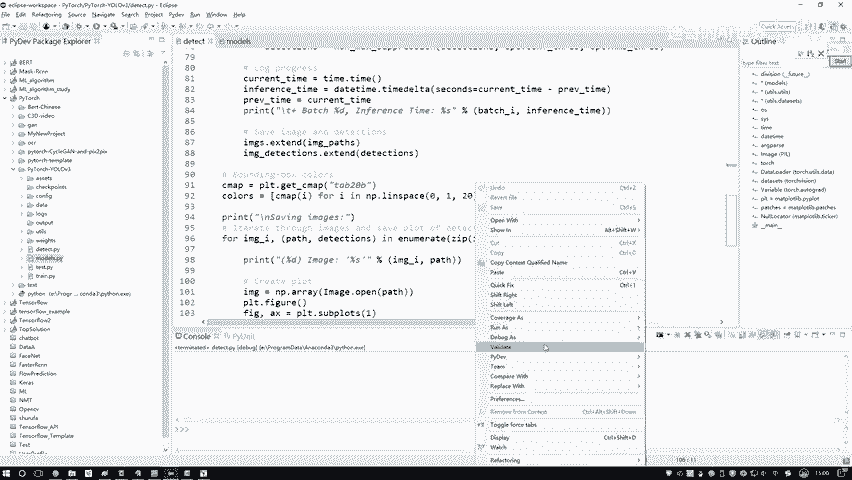 eclipse-workspace - PyTorch/PyTorch-YOLOv3/detect.py - Eclipse
File Edit Source Refactoring Navigate Search Project Pydev Run Window Help
PyDev Package Explorer
BERT
Mask-Rcnn
ML_algorithm
ML_algorithm_study
PyTorch
Bert-Chinese
C3D-video
gan
MyNewProject
ocr
pytorch-CycleGAN-and-pix2pix
pytorch-template
PyTorch-YOLOv3
assets
checkpoints
config
data
logs
output
utils
weights
detect.py
models.py
test.py
train.py
text
Tensorflow
tensorflow_example
Tensorflow2
TopSolution
chatbot
DataA
FaceNet
FasterRcnn
FlowPrediction
Keras
ML
NMT
Opencv
shurufa
Tensorflow_API
Tensorflow_Template
Test
detect
models
79
80 # Log progress
81 current_time = time.time()
82 inference_time = datetime.timedelta(seconds=current_time - prev_time)
83 prev_time = current_time
84 print("\t+ Batch %d, Inference Time: %s" % (batch_i, inference_time))
85
86 # Save image and detections
87 imgs.extend(img_paths)
88 img_detections.extend(detections)
89
90 # Bounding-box colors
91 cmap = plt.get_cmap("tab20b")
92 colors = [cmap(i) for i in np.linspace(0, 1, 20
93
94 print("\nSaving images:")
95 # Iterate through images and save plot of detec
96 for img_i, (path, detections) in enumerate(zip(i
97
98 print("(%d) Image: '%s'" % (img_i, path))
99
100 # Create plot
101 img = np.array(Image.open(path))
102 plt.figure()
103 fig, ax = plt.subplots(1)
Undo Ctrl+Z
Revert File
Save Ctrl+S
Open With
Show In Alt+Shift+W
Cut Ctrl+X
Copy Ctrl+C
Copy Context Qualified Name
Paste Ctrl+V
Quick Fix Ctrl+1
Shift Right
Shift Left
Coverage As
Run As
Debug As
Validate
PyDev
Team
Compare With
Replace With
Preferences...
Remove from Context Ctrl+Alt+Shift+Down
Toggle force tabs
Display Ctrl+Shift+D
Watch
Refactoring
Console PyUnit
<terminated> detect.py [debug] [e:\ProgramData\Anaconda3\python.exe]
>>>
Outline
Start
type filter text
division (__future__)
* (models)
* (utils.utils)
* (utils.datasets)
os
sys
time
datetime
argparse
Image (PIL)
torch
DataLoader (torch.utils.data)
datasets (torchvision)
Variable (torch.autograd)
plt = matplotlib.pyplot
patches = matplotlib.patches
NullLocator (matplotlib.ticker)
__main__
15:00